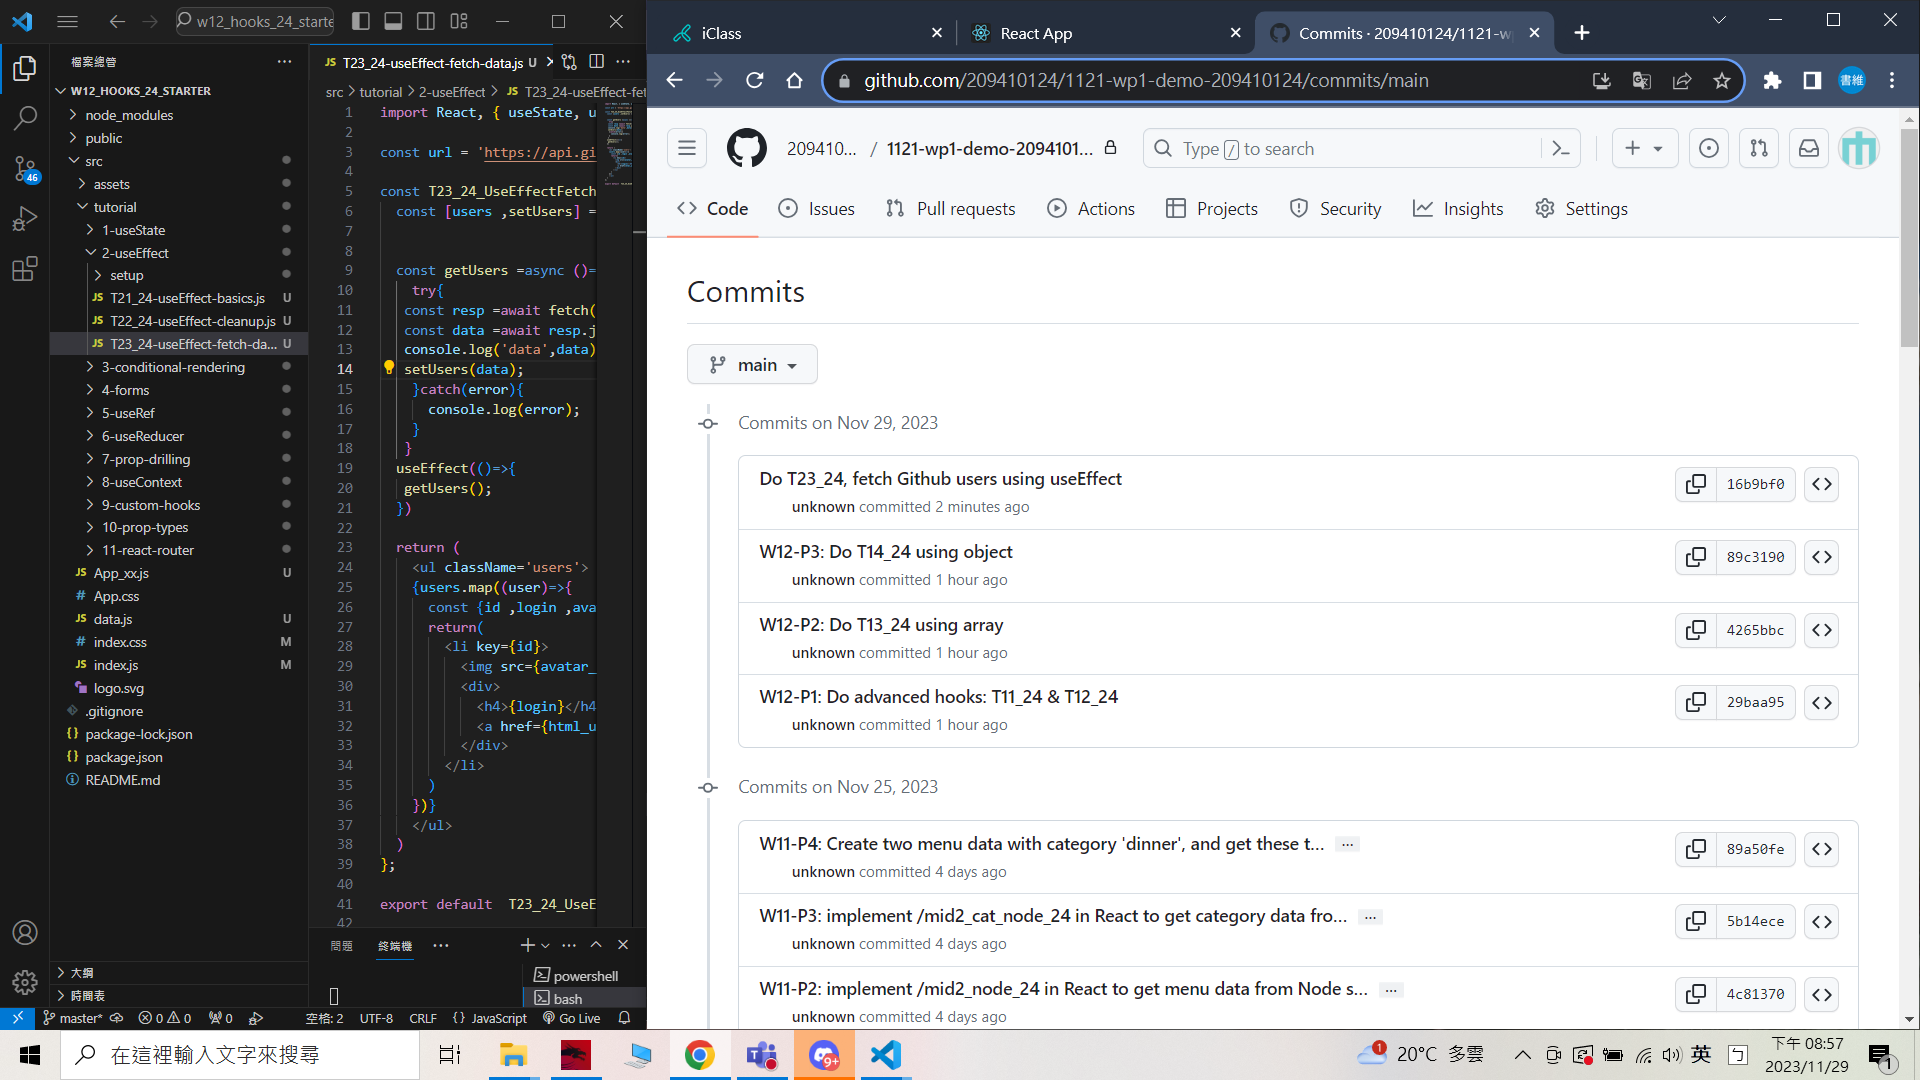 w12_hooks_24_starte
檔案總管
W12_HOOKS_24_STARTER
node_modules
public
src
assets
tutorial
1-useState
2-useEffect
setup
T21_24-useEffect-basics.js U
T22_24-useEffect-cleanup.js U
T23_24-useEffect-fetch-da... U
3-conditional-rendering
4-forms
5-useRef
6-useReducer
7-prop-drilling
8-useContext
9-custom-hooks
10-prop-types
11-react-router
App_xx.js U
App.css
data.js U
index.css M
index.js M
logo.svg
.gitignore
package-lock.json
package.json
README.md
大綱
時間表
46
JS T23_24-useEffect-fetch-data.js U
src > tutorial > 2-useEffect > JS T23_24-useEffect-fet
1 import React, { useState, u
2
3 const url = 'https://api.gi
4
5 const T23_24_UseEffectFetch
6 const [users ,setUsers] =
7
8
9 const getUsers =async ()=
10 try{
11 const resp =await fetch(
12 const data =await resp.j
13 console.log('data',data)
14 setUsers(data);
15 }catch(error){
16 console.log(error);
17 }
18 }
19 useEffect(()=>{
20 getUsers();
21 })
22
23 return (
24 <ul className='users'>
25 {users.map((user)=>{
26 const {id ,login ,ava
27 return(
28 <li key={id}>
29 <img src={avatar_
30 <div>
31 <h4>{login}</h4
32 <a href={html_u
33 </div>
34 </li>
35 )
36 })}
37 </ul>
38 )
39 };
40
41 export default T23_24_UseE
42
問題 終端機
powershell
bash
master* 0 0 0 空格: 2 UTF-8 CRLF {} JavaScript Go Live
iClass
React App
Commits · 209410124/1121-w
github.com/209410124/1121-wp1-demo-209410124/commits/main
書維
209410... / 1121-wp1-demo-2094101...
Type / to search
Code Issues Pull requests Actions Projects Security Insights Settings
Commits
main
Commits on Nov 29, 2023
Do T23_24, fetch Github users using useEffect
unknown committed 2 minutes ago
16b9bf0
W12-P3: Do T14_24 using object
unknown committed 1 hour ago
89c3190
W12-P2: Do T13_24 using array
unknown committed 1 hour ago
4265bbc
W12-P1: Do advanced hooks: T11_24 & T12_24
unknown committed 1 hour ago
29baa95
Commits on Nov 25, 2023
W11-P4: Create two menu data with category 'dinner', and get these t... ...
unknown committed 4 days ago
89a50fe
W11-P3: implement /mid2_cat_node_24 in React to get category data fro... ...
unknown committed 4 days ago
5b14ece
W11-P2: implement /mid2_node_24 in React to get menu data from Node s... ...
unknown committed 4 days ago
4c81370
在這裡輸入文字來搜尋
9+
1
20°C 多雲
英
下午 08:57
2023/11/29
1